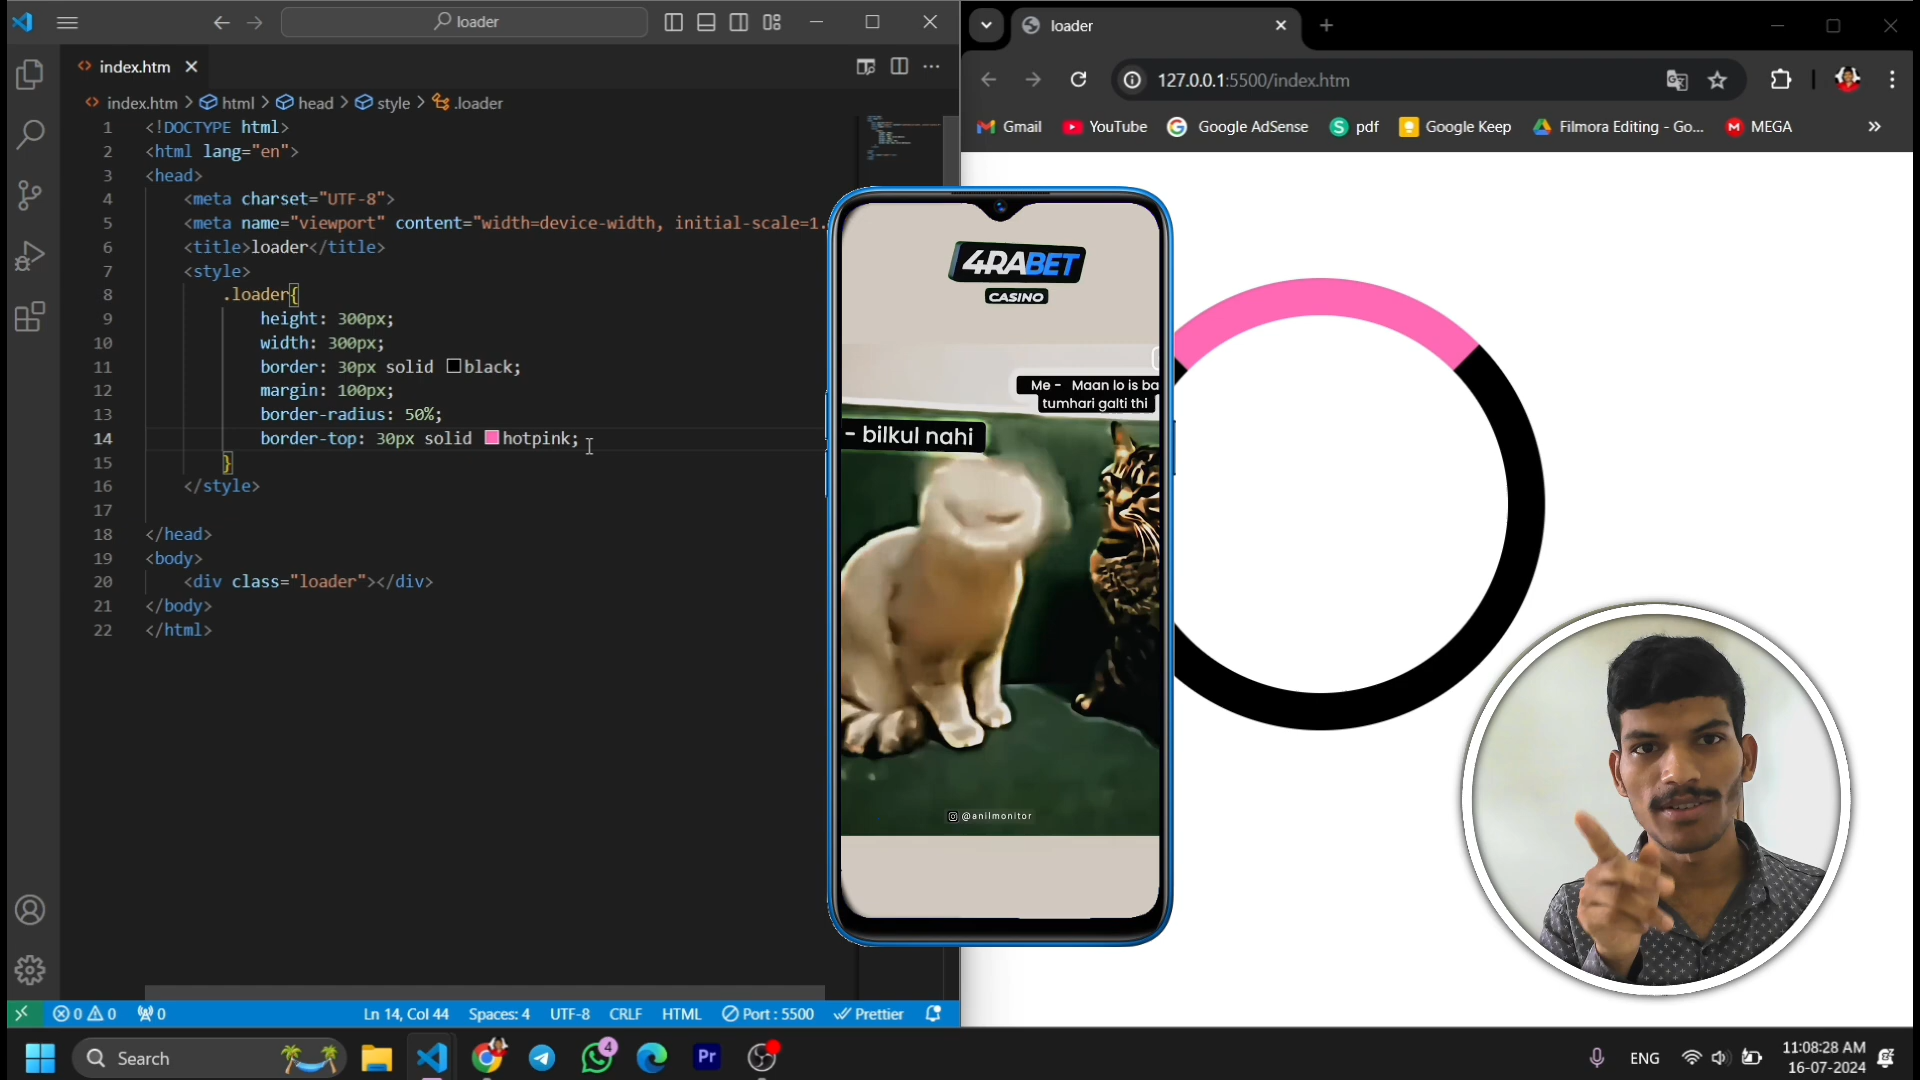 loader
index.htm
index.htm > html > head > style > .loader
1 <!DOCTYPE html>
2 <html lang="en">
3 <head>
4 <meta charset="UTF-8">
5 <meta name="viewport" content="width=device-width, initial-scale=1.
6 <title>loader</title>
7 <style>
8 .loader{
9 height: 300px;
10 width: 300px;
11 border: 30px solid black;
12 margin: 100px;
13 border-radius: 50%;
14 border-top: 30px solid hotpink;
15 }
16 </style>
17
18 </head>
19 <body>
20 <div class="loader"></div>
21 </body>
22 </html>
0 0 0 Ln 14, Col 44 Spaces: 4 UTF-8 CRLF HTML Port : 5500 Prettier
loader
127.0.0.1:5500/index.htm
Gmail YouTube Google AdSense pdf Google Keep Filmora Editing - Go... MEGA
4RABET
CASINO
Me - Maan lo is ba
tumhari galti thi
- bilkul nahi
@anilmonitor
Search 4 Pr ENG 11:08:28 AM
16-07-2024